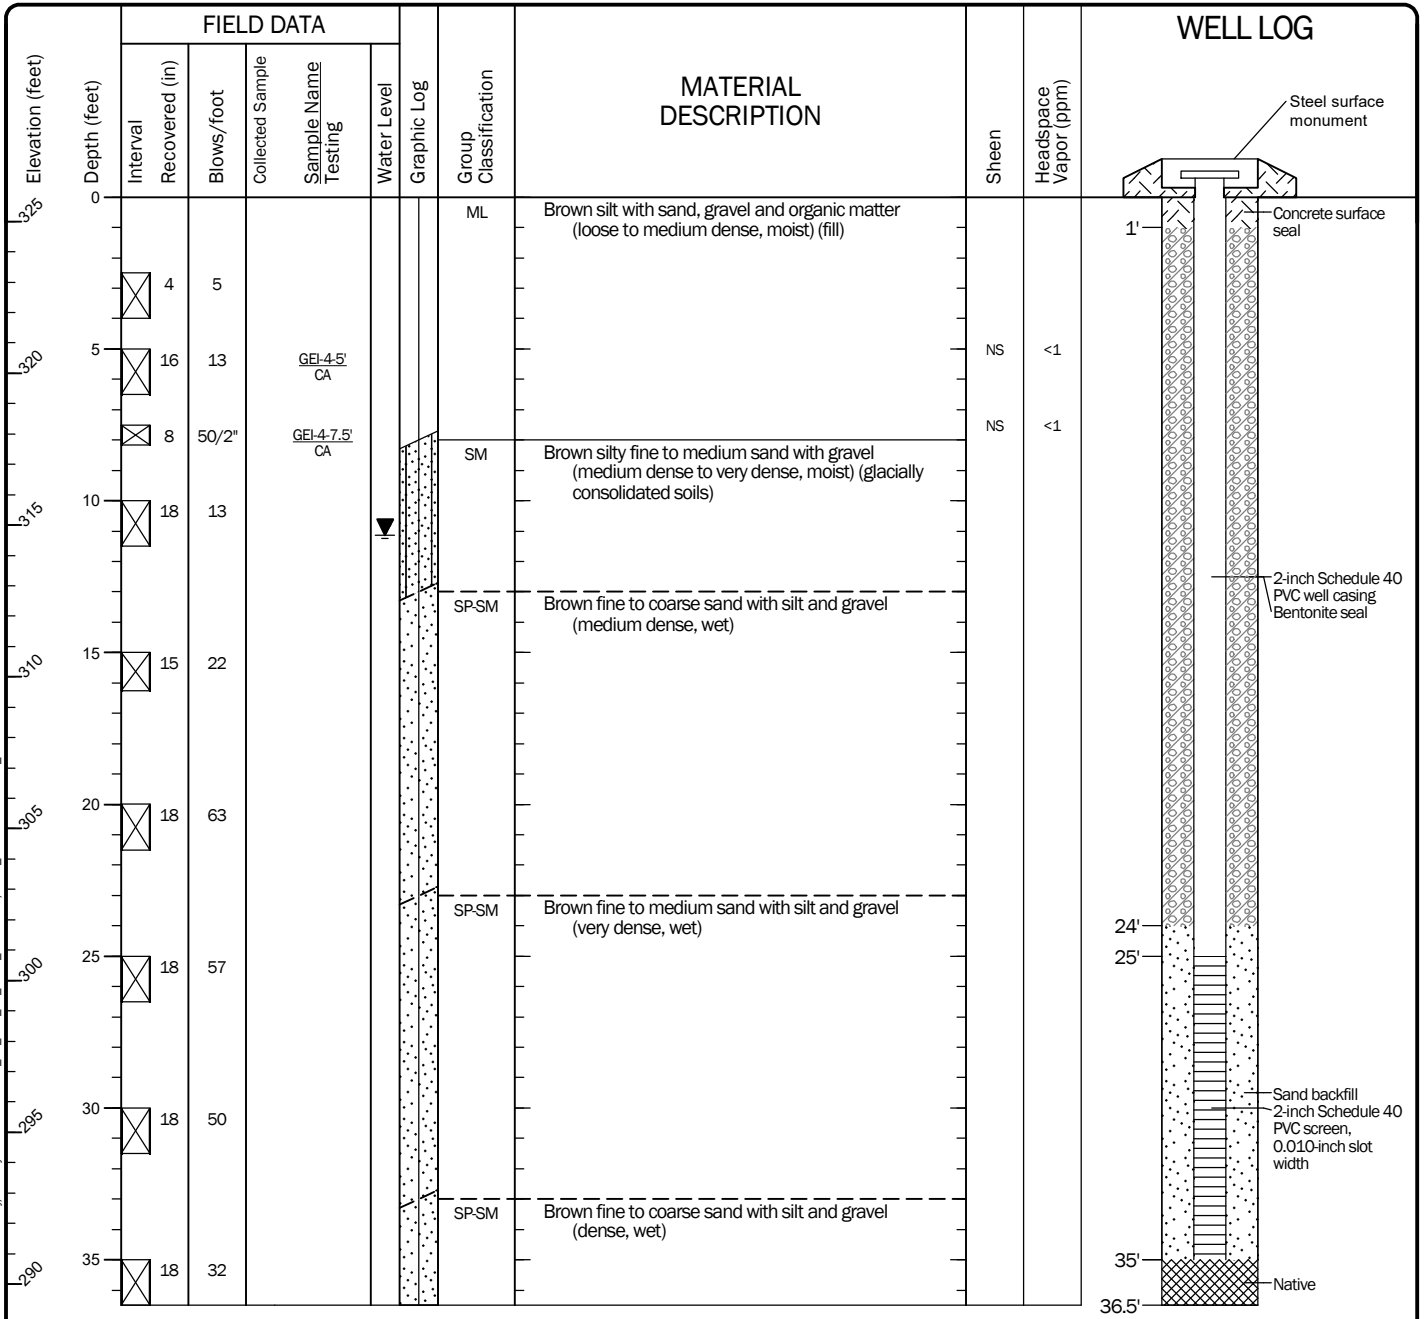 FIELD DATA
WELL LOG
Elevation (feet)
Depth (feet)
Interval
Recovered (in)
Blows/foot
Collected Sample
Sample Name
Testing
Water Level
Graphic Log
Group
Classification
MATERIAL
DESCRIPTION
Sheen
Headspace
Vapor (ppm)
Steel surface
monument
0
325
ML
Brown silt with sand, gravel and organic matter
(loose to medium dense, moist) (fill)
Concrete surface
seal
1'
4
5
320
5
16
13
GEI-4-5'
CA
NS
<1
8
50/2"
GEI-4-7.5'
CA
NS
<1
SM
Brown silty fine to medium sand with gravel
(medium dense to very dense, moist) (glacially
consolidated soils)
315
10
18
13
2-inch Schedule 40
PVC well casing
Bentonite seal
SP-SM
Brown fine to coarse sand with silt and gravel
(medium dense, wet)
310
15
15
22
305
20
18
63
SP-SM
Brown fine to medium sand with silt and gravel
(very dense, wet)
24'
300
25
18
57
25'
295
30
18
50
Sand backfill
2-inch Schedule 40
PVC screen,
0.010-inch slot
width
SP-SM
Brown fine to coarse sand with silt and gravel
(dense, wet)
290
35
18
32
35'
Native
36.5'